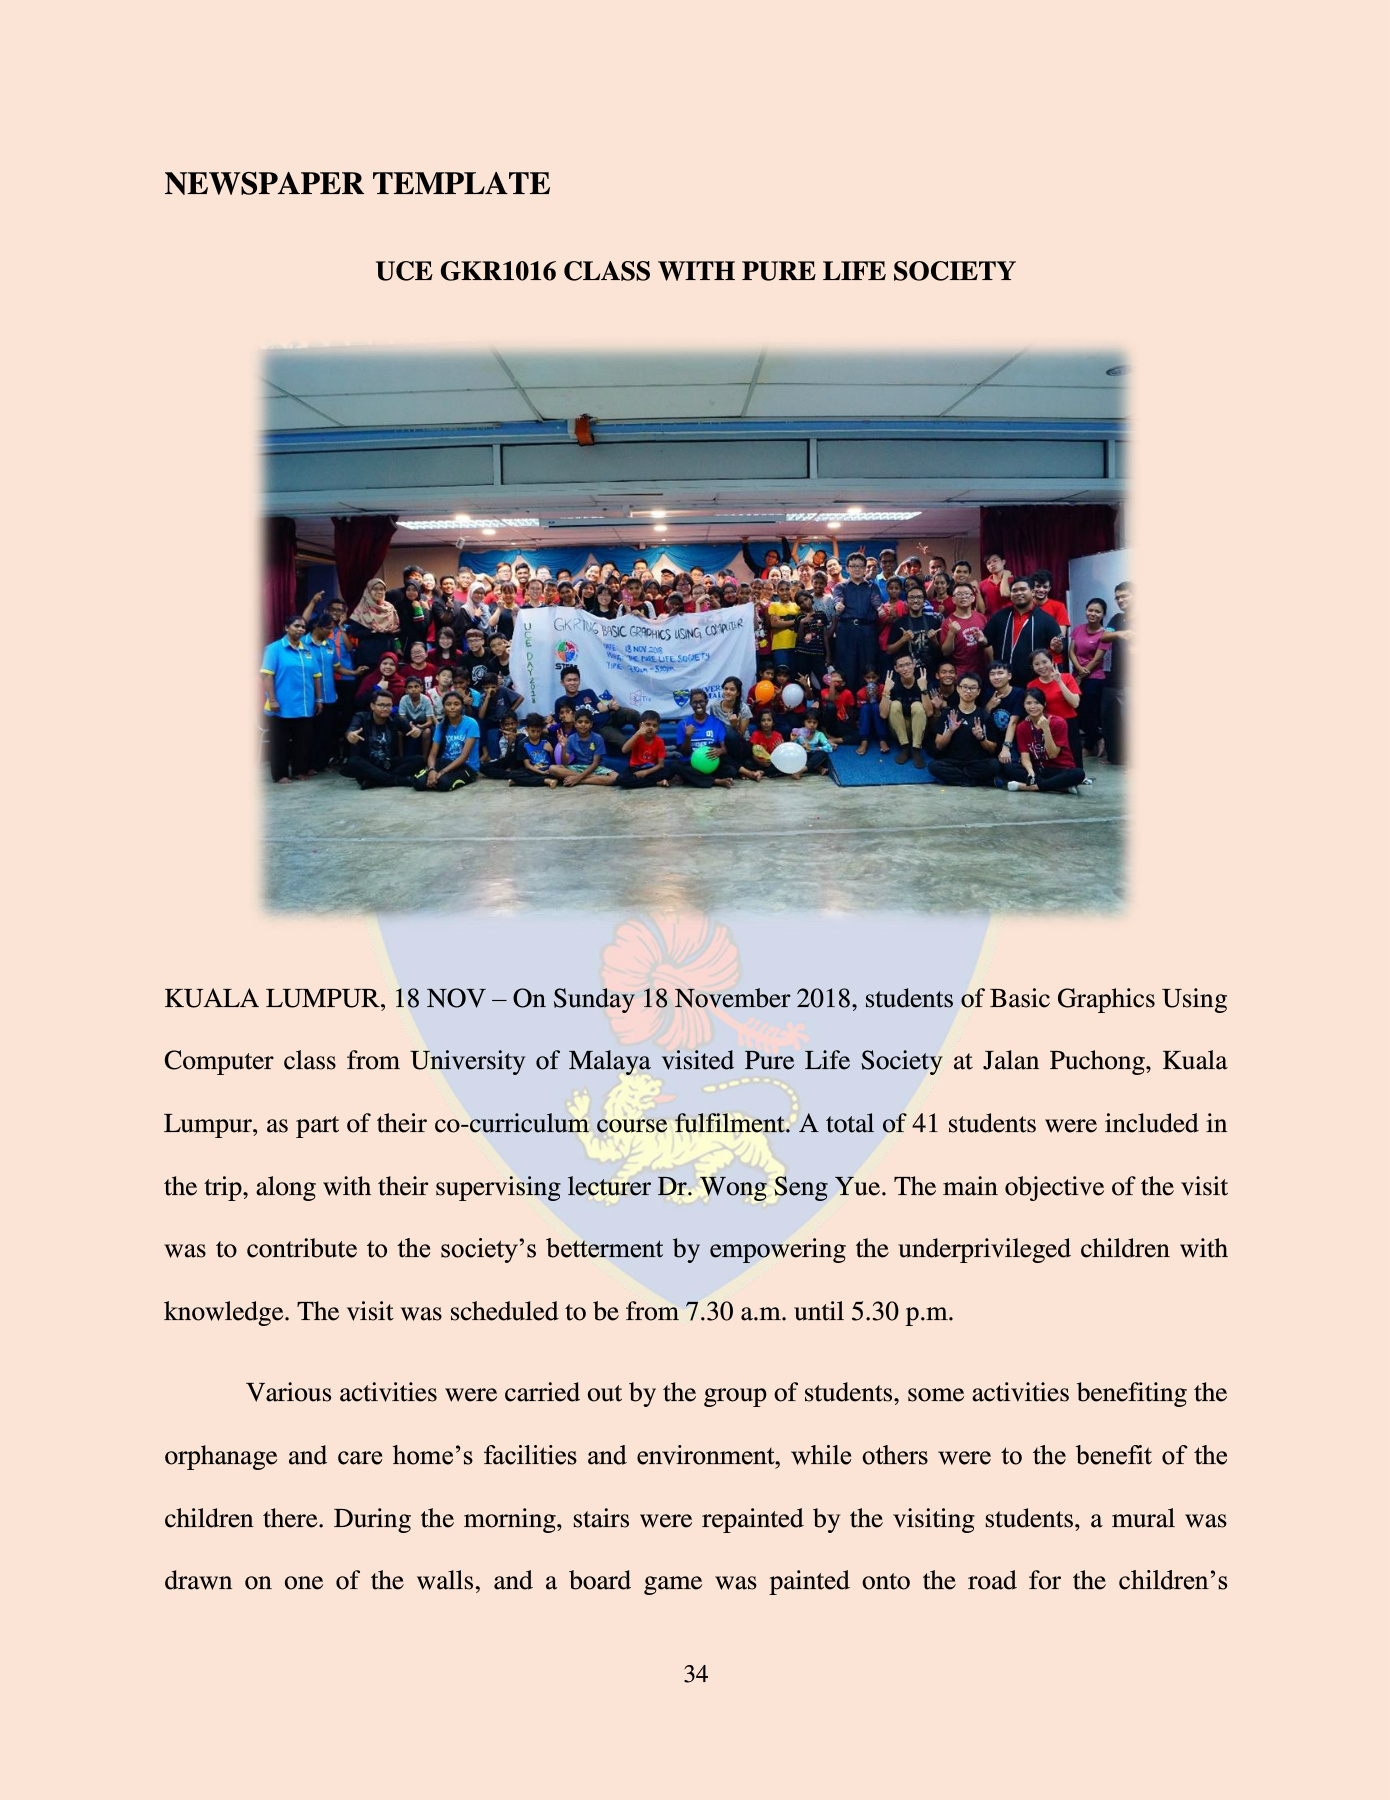 NEWSPAPER TEMPLATE
UCE GKR1016 CLASS WITH PURE LIFE SOCIETY
UCE DAY 2018
BASIC GRAPHICS USING COMPUTER
18 NOV 2018
THE PURE LIFE SOCIETY
KUALA LUMPUR, 18 NOV – On Sunday 18 November 2018, students of Basic Graphics Using
Computer class from University of Malaya visited Pure Life Society at Jalan Puchong, Kuala
Lumpur, as part of their co-curriculum course fulfilment. A total of 41 students were included in
the trip, along with their supervising lecturer Dr. Wong Seng Yue. The main objective of the visit
was to contribute to the society’s betterment by empowering the underprivileged children with
knowledge. The visit was scheduled to be from 7.30 a.m. until 5.30 p.m.
Various activities were carried out by the group of students, some activities benefiting the
orphanage and care home’s facilities and environment, while others were to the benefit of the
children there. During the morning, stairs were repainted by the visiting students, a mural was
drawn on one of the walls, and a board game was painted onto the road for the children’s
34